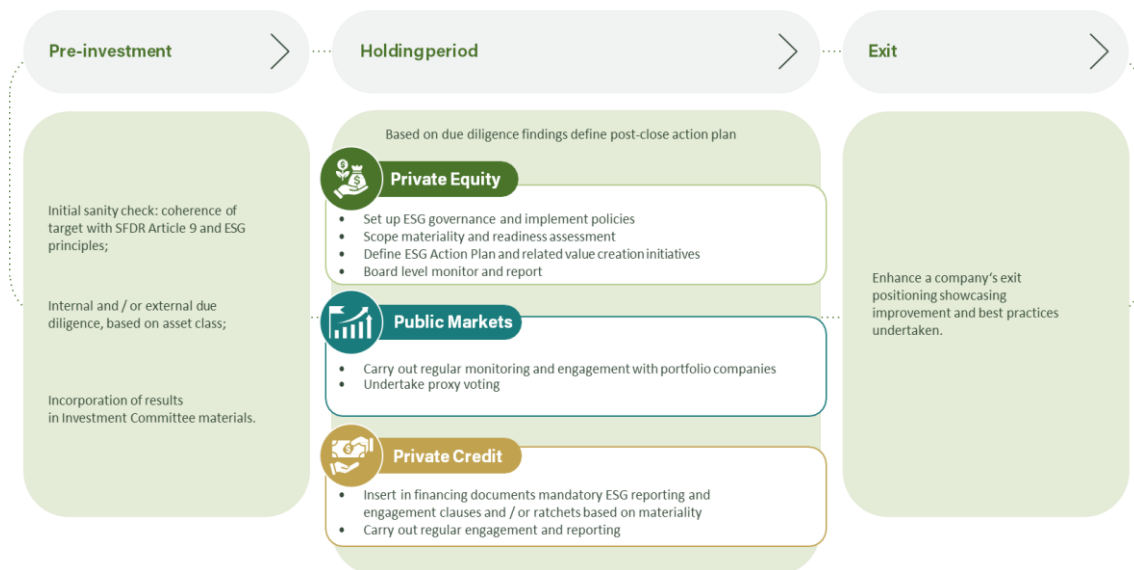 Pre-investment
Holding period
Exit
Initial sanity check: coherence of
target with SFDR Article 9 and ESG
principles;
Internal and / or external due
diligence, based on asset class;
Incorporation of results
in Investment Committee materials.
Based on due diligence findings define post-close action plan
Private Equity
• Set up ESG governance and implement policies
• Scope materiality and readiness assessment
• Define ESG Action Plan and related value creation initiatives
• Board level monitor and report
Public Markets
• Carry out regular monitoring and engagement with portfolio companies
• Undertake proxy voting
Private Credit
• Insert in financing documents mandatory ESG reporting and
engagement clauses and / or ratchets based on materiality
• Carry out regular engagement and reporting
Enhance a company's exit
positioning showcasing
improvement and best practices
undertaken.